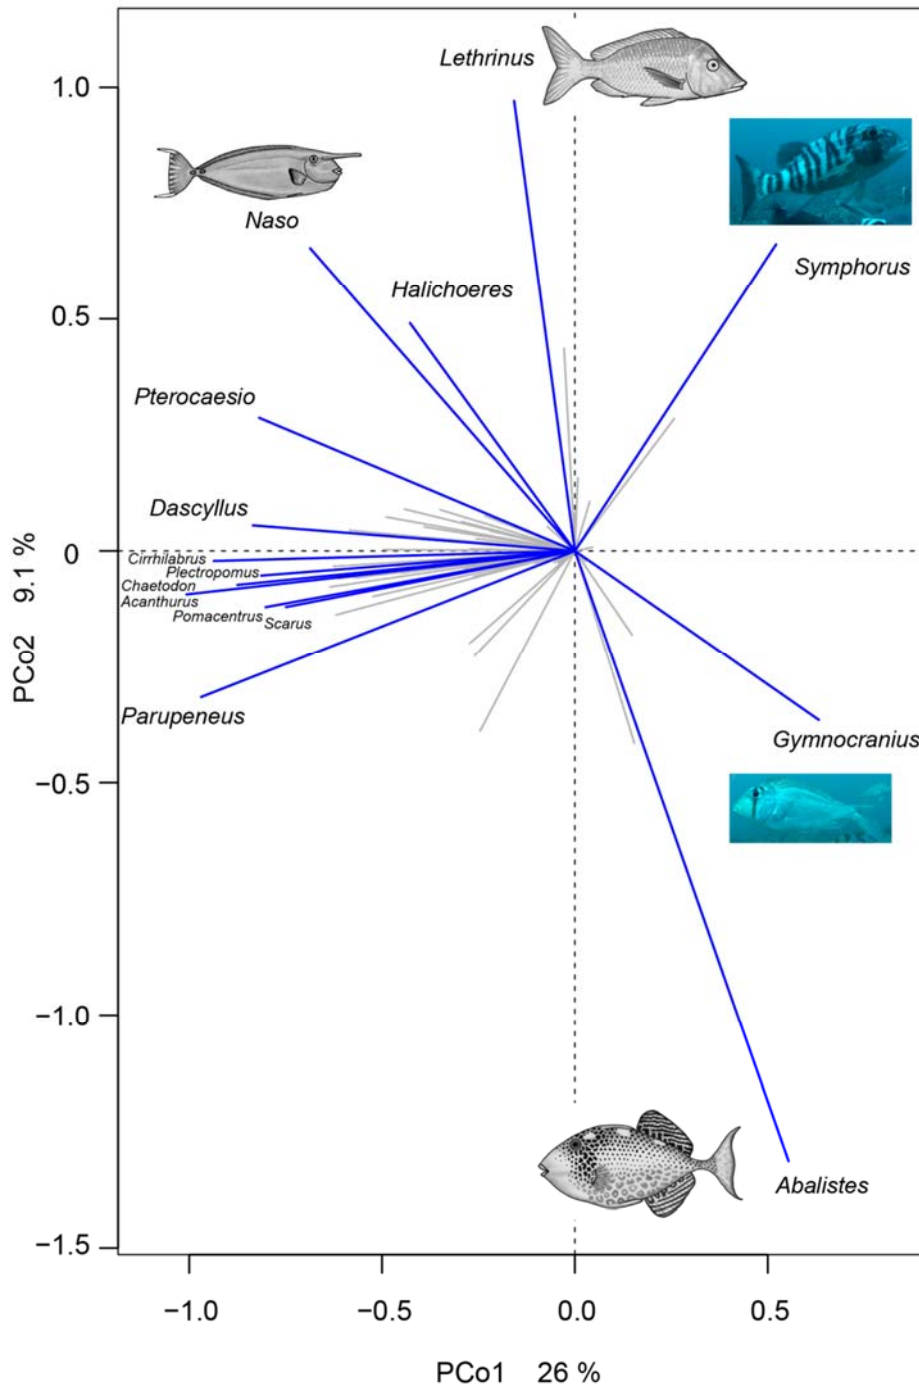 Lethrinus
1.0
Naso
Symphorus
Halichoeres
0.5
Pterocaesio
Dascyllus
0
Cirrhilabrus
Plectropomus
Chaetodon
Acanthurus
Pomacentrus
Scarus
PCo2 9.1 %
Parupeneus
Gymnocranius
−0.5
−1.0
Abalistes
−1.5
−1.0 −0.5 0.0 0.5
PCo1 26 %